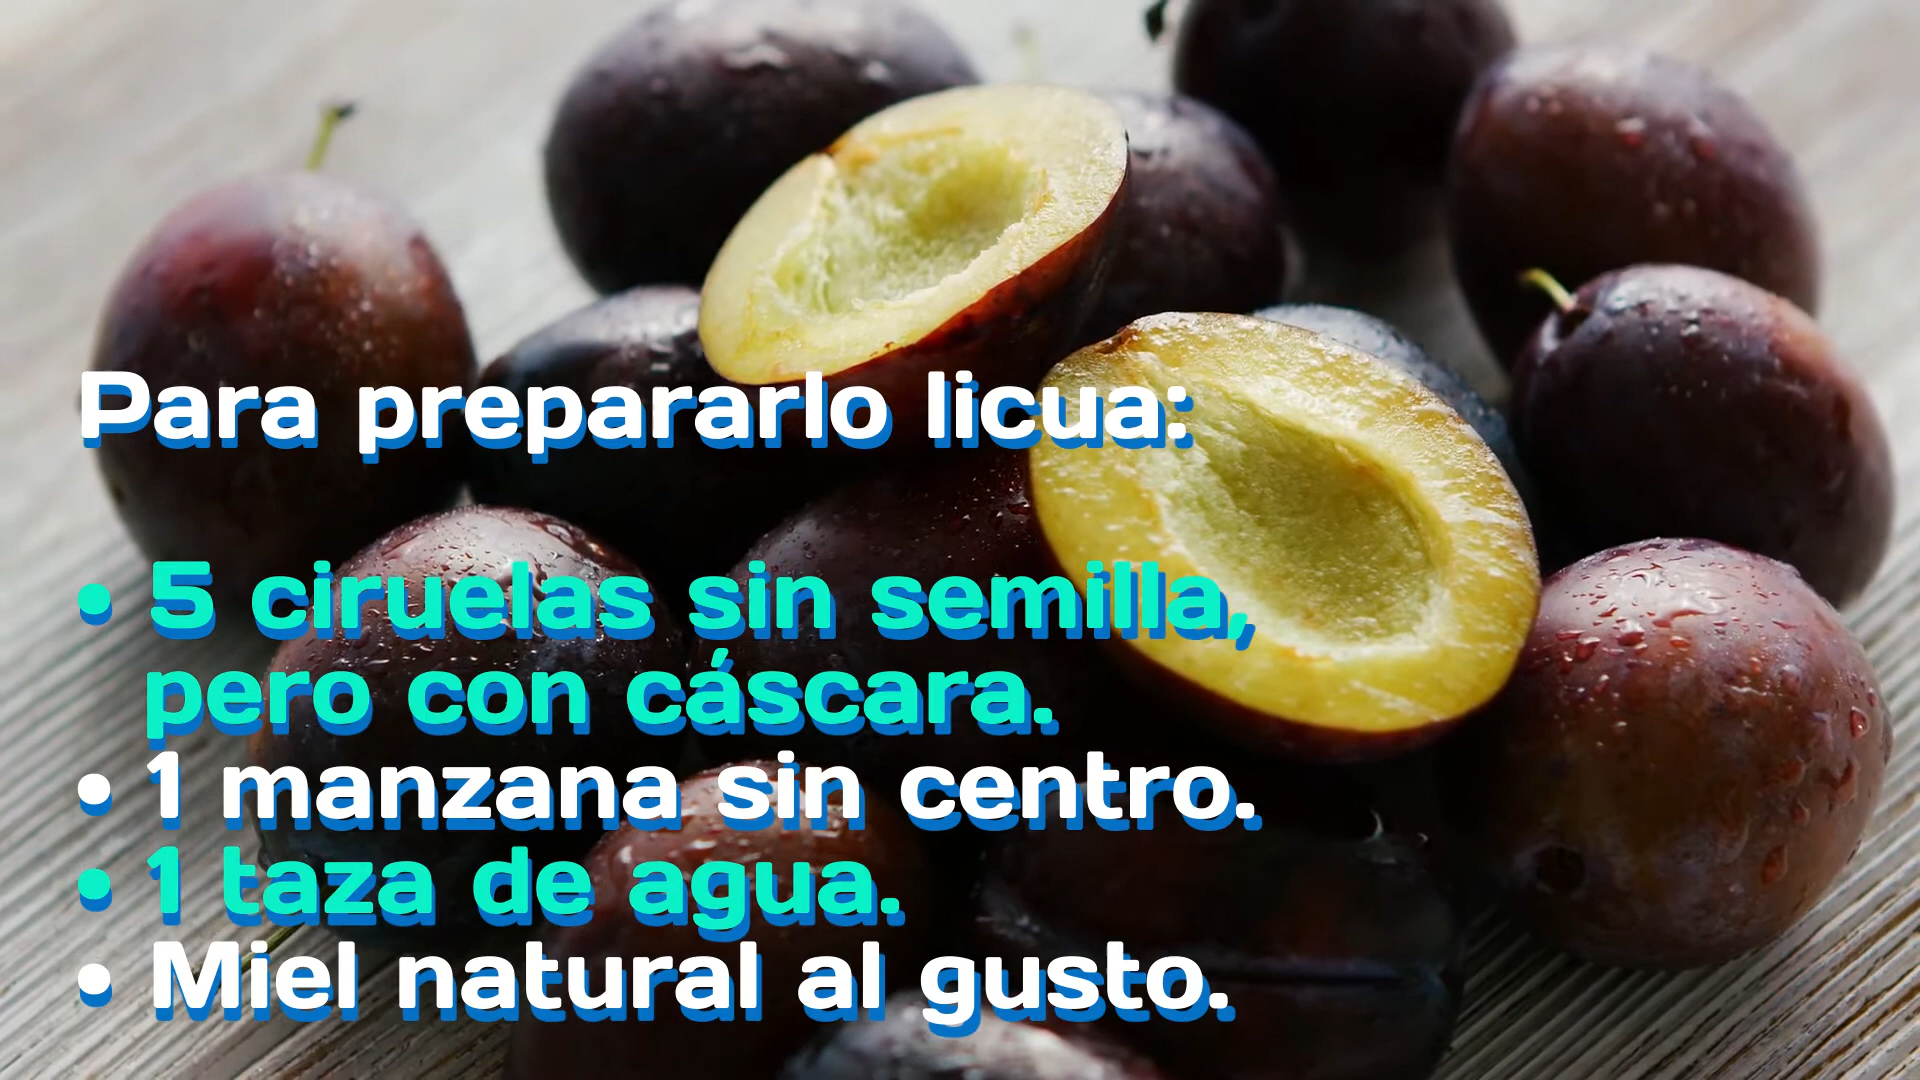 Para prepararlo licua:
• 5 ciruelas sin semilla,
pero con cáscara.
• 1 manzana sin centro.
• 1 taza de agua.
• Miel natural al gusto.